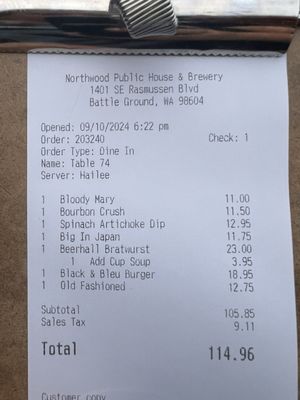 Northwood Public House & Brewery
1401 SE Rasmussen Blvd
Battle Ground, WA 98604
Opened: 09/10/2024 6:22 pm
Order: 203240 Check: 1
Order Type: Dine In
Name: Table 74
Server: Hailee
1 Bloody Mary 11.00
1 Bourbon Crush 11.50
1 Spinach Artichoke Dip 12.95
1 Big In Japan 11.75
1 Beerhall Bratwurst 23.00
1 Add Cup Soup 3.95
1 Black & Bleu Burger 18.95
1 Old Fashioned 12.75
Subtotal 105.85
Sales Tax 9.11
Total 114.96
Customer copy